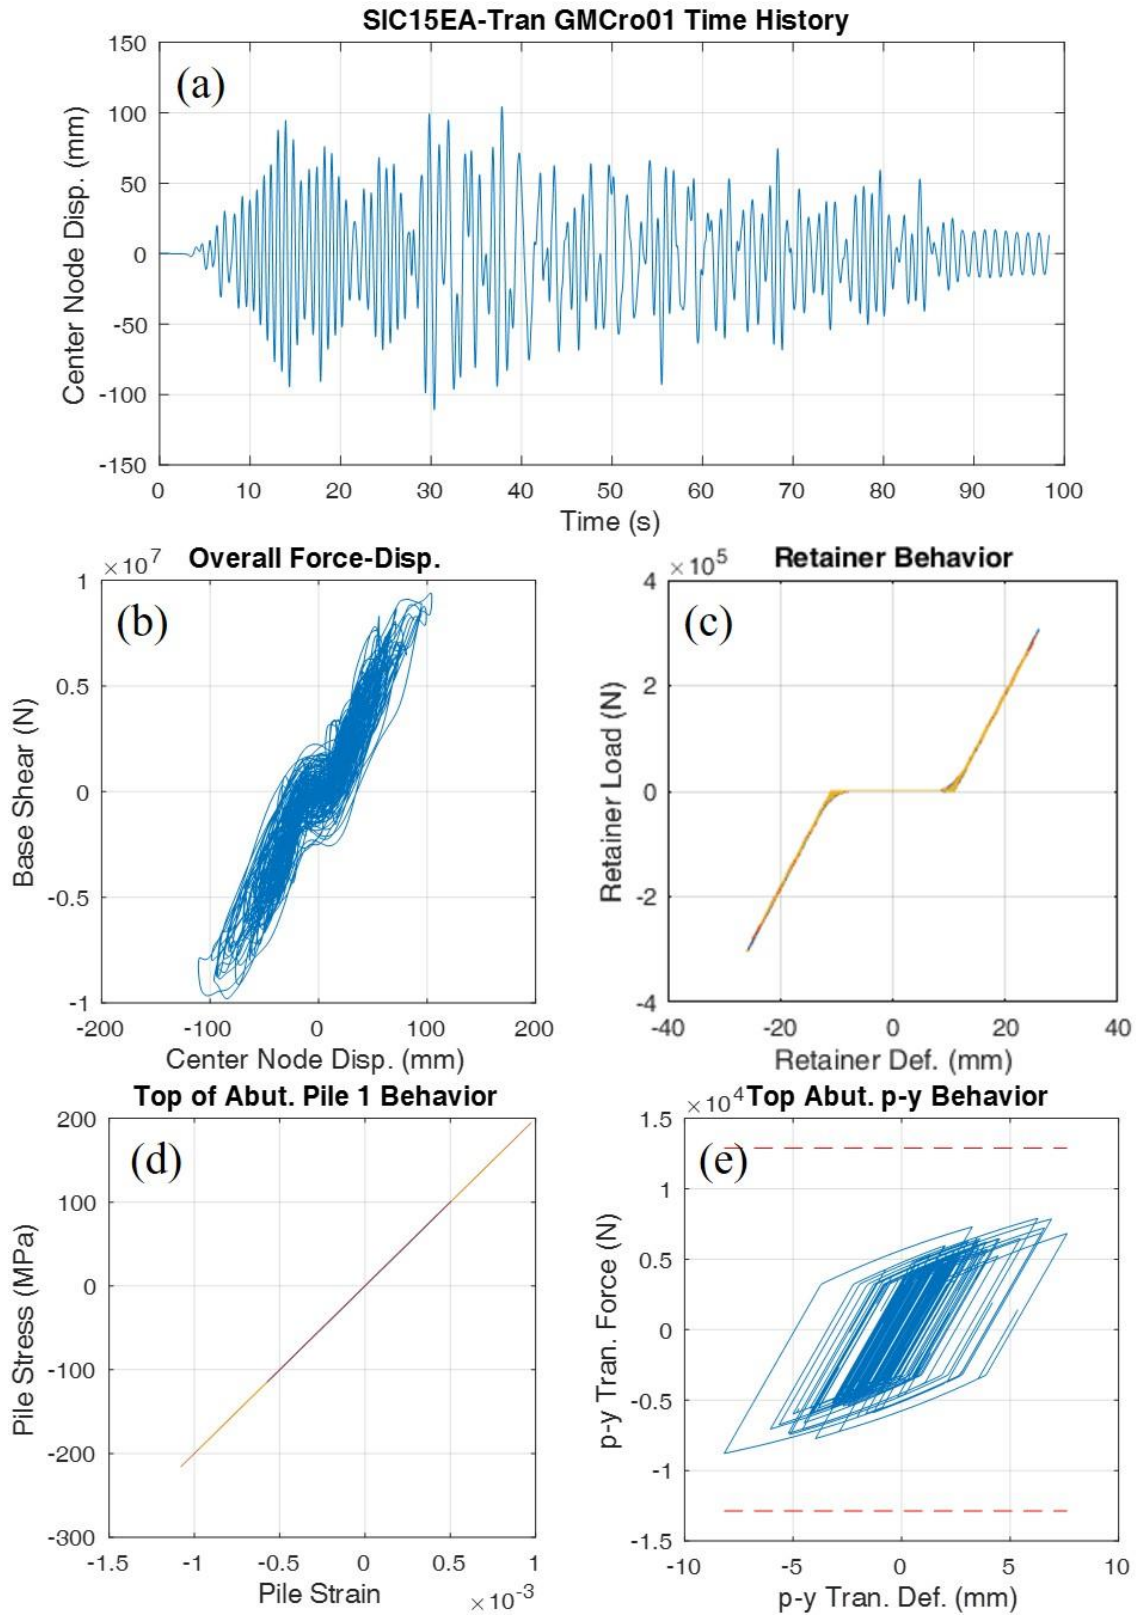 SIC15EA-Tran GMCro01 Time History
(a)
Center Node Disp. (mm)
150
100
50
0
-50
-100
-150
0 10 20 30 40 50 60 70 80 90 100
Time (s)
Overall Force-Disp.
×10^7
(b)
Base Shear (N)
1
0.5
0
-0.5
-1
-200 -100 0 100 200
Center Node Disp. (mm)
Retainer Behavior
×10^5
(c)
Retainer Load (N)
4
2
0
-2
-4
-40 -20 0 20 40
Retainer Def. (mm)
Top of Abut. Pile 1 Behavior
(d)
Pile Stress (MPa)
200
100
0
-100
-200
-300
-1.5 -1 -0.5 0 0.5 1
Pile Strain
×10^-3
×10^4 Top Abut. p-y Behavior
(e)
p-y Tran. Force (N)
1.5
1
0.5
0
-0.5
-1
-1.5
-10 -5 0 5 10
p-y Tran. Def. (mm)